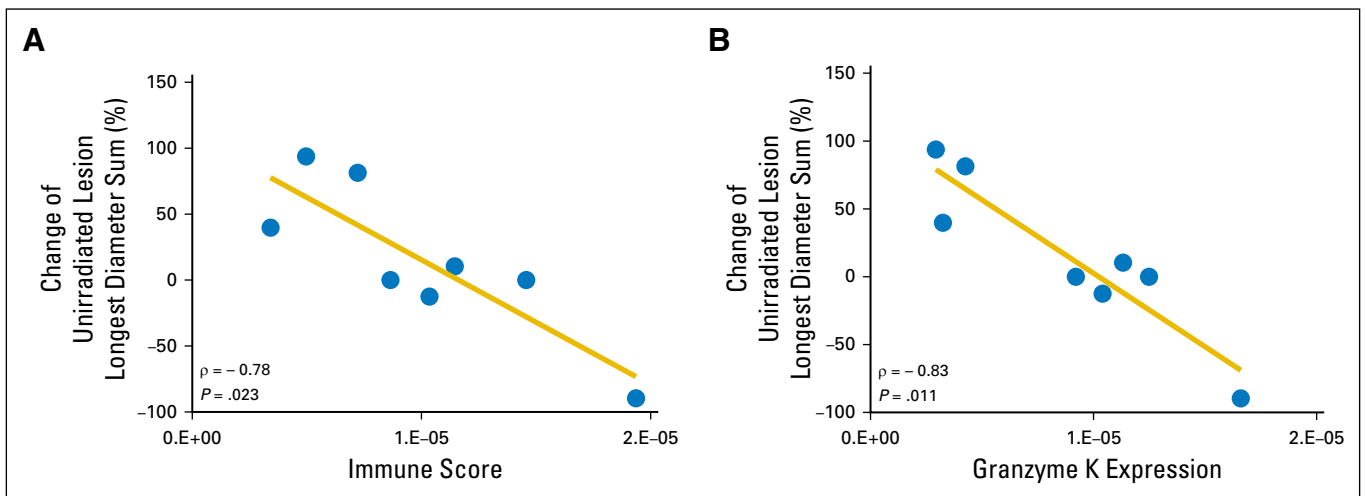 A
Change of
Unirradiated Lesion
Longest Diameter Sum (%)
150
100
50
0
–50
–100
ρ = – 0.78
P = .023
0.E+00
1.E–05
2.E–05
Immune Score
B
Change of
Unirradiated Lesion
Longest Diameter Sum (%)
150
100
50
0
–50
–100
ρ = – 0.83
P = .011
0.E+00
1.E–05
2.E–05
Granzyme K Expression